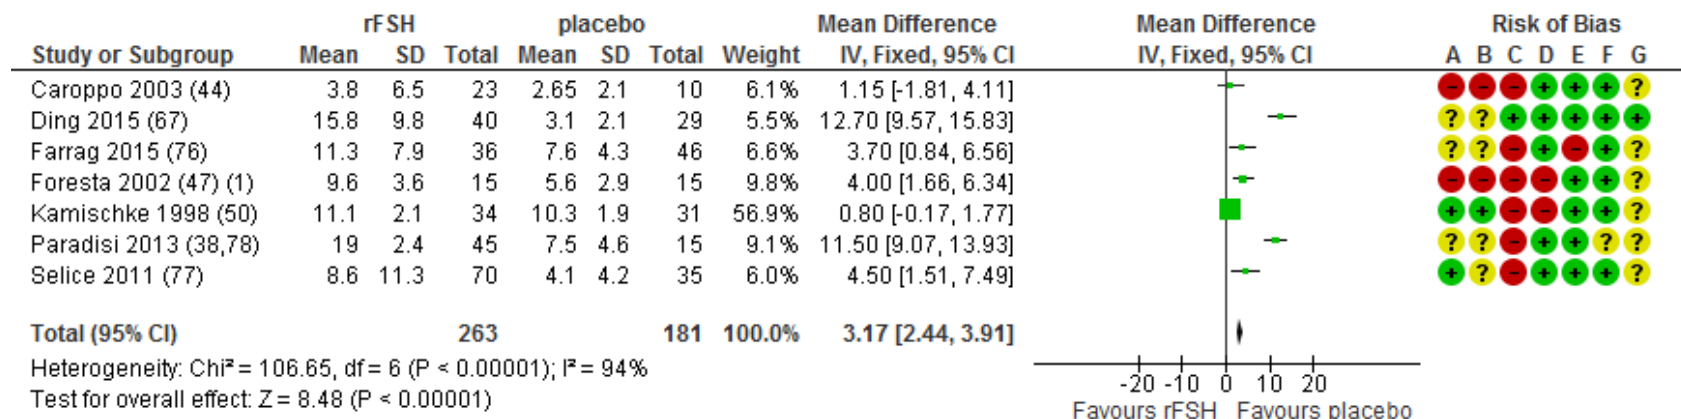 rFSH placebo Mean Difference Mean Difference Risk of Bias
Study or Subgroup Mean SD Total Mean SD Total Weight IV, Fixed, 95% CI IV, Fixed, 95% CI A B C D E F G
Caroppo 2003 (44) 3.8 6.5 23 2.65 2.1 10 6.1% 1.15 [-1.81, 4.11] - - - + + + ?
Ding 2015 (67) 15.8 9.8 40 3.1 2.1 29 5.5% 12.70 [9.57, 15.83] ? ? + + + + +
Farrag 2015 (76) 11.3 7.9 36 7.6 4.3 46 6.6% 3.70 [0.84, 6.56] ? ? - + - + ?
Foresta 2002 (47) (1) 9.6 3.6 15 5.6 2.9 15 9.8% 4.00 [1.66, 6.34] - - - - + + ?
Kamischke 1998 (50) 11.1 2.1 34 10.3 1.9 31 56.9% 0.80 [-0.17, 1.77] + + - - + + ?
Paradisi 2013 (38,78) 19 2.4 45 7.5 4.6 15 9.1% 11.50 [9.07, 13.93] ? ? - + + ? ?
Selice 2011 (77) 8.6 11.3 70 4.1 4.2 35 6.0% 4.50 [1.51, 7.49] + ? - + + + ?
Total (95% CI) 263 181 100.0% 3.17 [2.44, 3.91]
Heterogeneity: Chi² = 106.65, df = 6 (P < 0.00001); I² = 94%
Test for overall effect: Z = 8.48 (P < 0.00001)
-20 -10 0 10 20
Favours rFSH Favours placebo